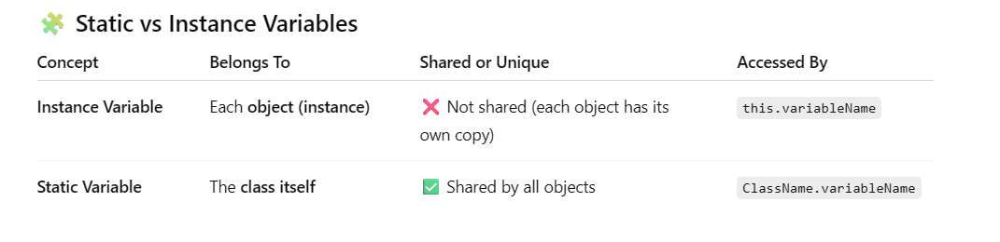 🧩 Static vs Instance Variables
Concept Belongs To Shared or Unique Accessed By
Instance Variable Each object (instance) ❌ Not shared (each object has its this.variableName
own copy)
Static Variable The class itself ✅ Shared by all objects ClassName.variableName